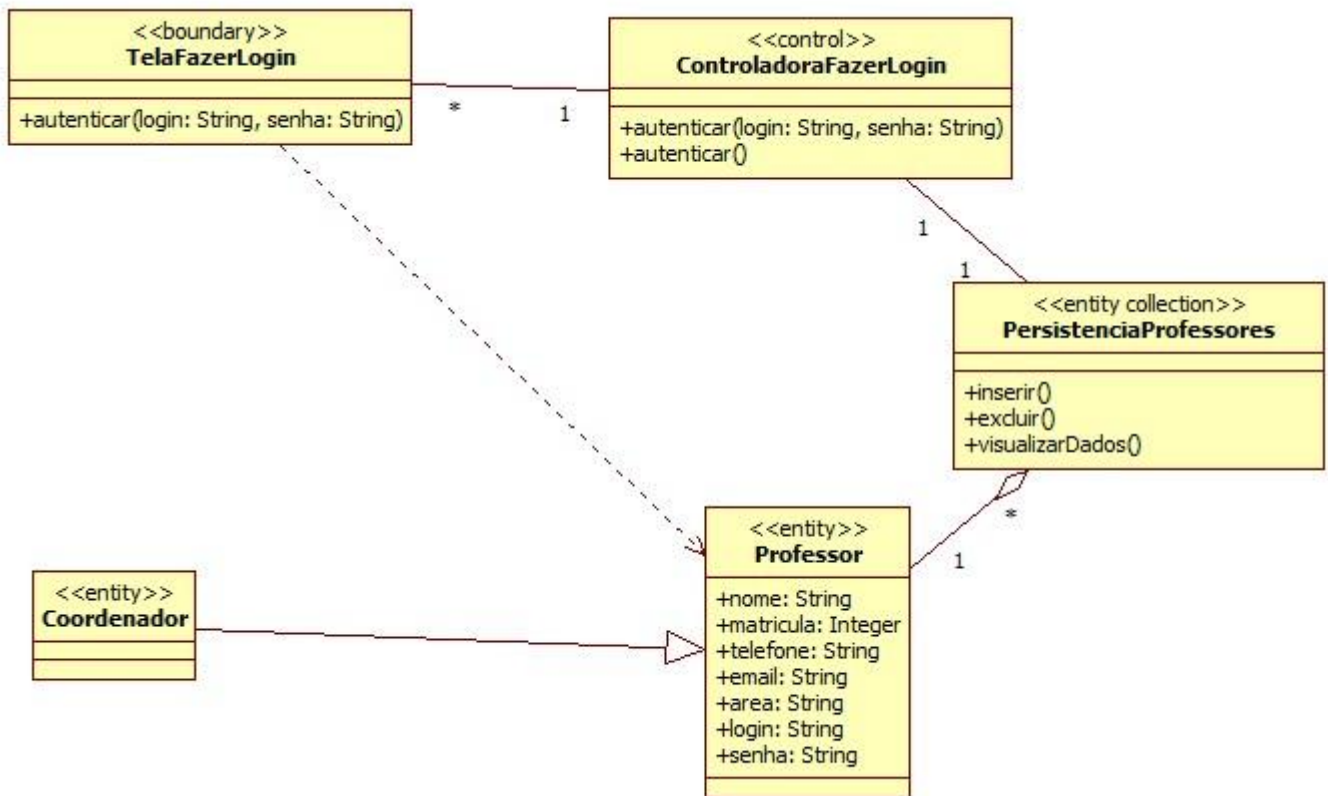 <<boundary>>
TelaFazerLogin
+autenticar(login: String, senha: String)
*
1
<<control>>
ControladoraFazerLogin
+autenticar(login: String, senha: String)
+autenticar()
1
1
<<entity collection>>
PersistenciaProfessores
+inserir()
+excluir()
+visualizarDados()
*
1
<<entity>>
Professor
+nome: String
+matricula: Integer
+telefone: String
+email: String
+area: String
+login: String
+senha: String
<<entity>>
Coordenador